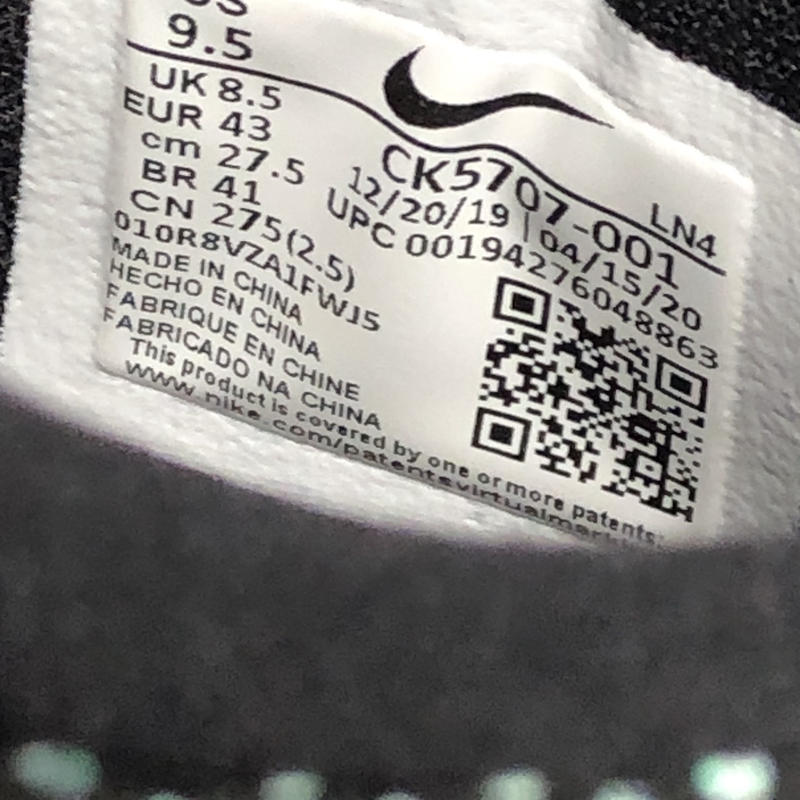 US
9.5
UK 8.5
EUR 43
cm 27.5
BR 41
CN 275(2.5)
010R8VZA1FWJ5
MADE IN CHINA
HECHO EN CHINA
FABRIQUE EN CHINE
FABRICADO NA CHINA
This product is covered by one or more patents:
www.nike.com/patentsvirtualmar
LN4
CK5707-001
12/20/19 | 04/15/20
UPC 00194276048863